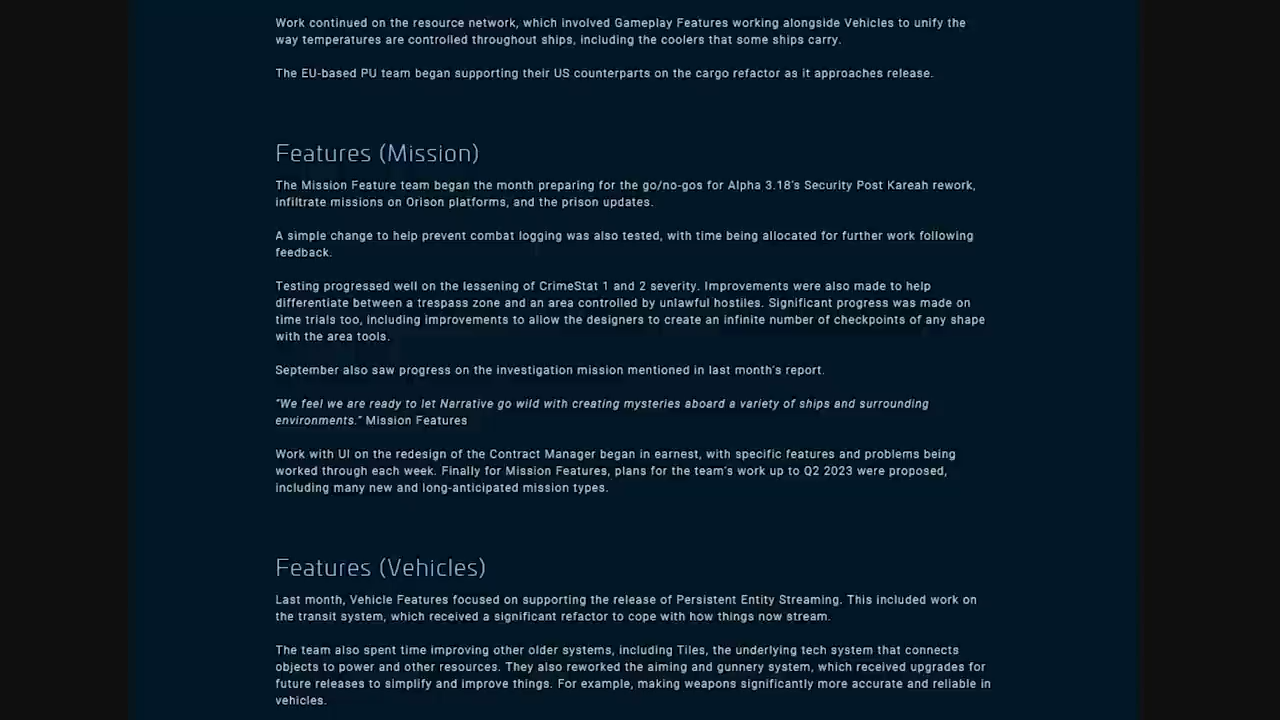 Work continued on the resource network, which involved Gameplay Features working alongside Vehicles to unify the
way temperatures are controlled throughout ships, including the coolers that some ships carry.
The EU-based PU team began supporting their US counterparts on the cargo refactor as it approaches release.
Features (Mission)
The Mission Feature team began the month preparing for the go/no-gos for Alpha 3.18's Security Post Kareah rework,
infiltrate missions on Orison platforms, and the prison updates.
A simple change to help prevent combat logging was also tested, with time being allocated for further work following
feedback.
Testing progressed well on the lessening of CrimeStat 1 and 2 severity. Improvements were also made to help
differentiate between a trespass zone and an area controlled by unlawful hostiles. Significant progress was made on
time trials too, including improvements to allow the designers to create an infinite number of checkpoints of any shape
with the area tools.
September also saw progress on the investigation mission mentioned in last month's report.
"We feel we are ready to let Narrative go wild with creating mysteries aboard a variety of ships and surrounding
environments." Mission Features
Work with UI on the redesign of the Contract Manager began in earnest, with specific features and problems being
worked through each week. Finally for Mission Features, plans for the team's work up to Q2 2023 were proposed,
including many new and long-anticipated mission types.
Features (Vehicles)
Last month, Vehicle Features focused on supporting the release of Persistent Entity Streaming. This included work on
the transit system, which received a significant refactor to cope with how things now stream.
The team also spent time improving other older systems, including Tiles, the underlying tech system that connects
objects to power and other resources. They also reworked the aiming and gunnery system, which received upgrades for
future releases to simplify and improve things. For example, making weapons significantly more accurate and reliable in
vehicles.